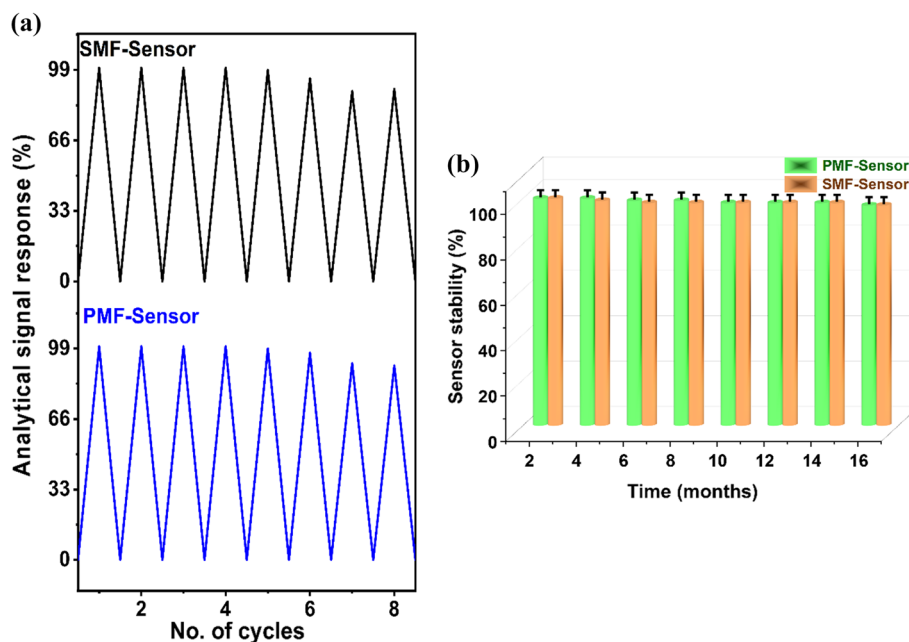 (a)
SMF-Sensor
99
66
33
0
PMF-Sensor
99
66
33
0
Analytical signal response (%)
2
4
6
8
No. of cycles
(b)
PMF-Sensor
SMF-Sensor
100
80
60
40
20
0
Sensor stability (%)
2
4
6
8
10
12
14
16
Time (months)